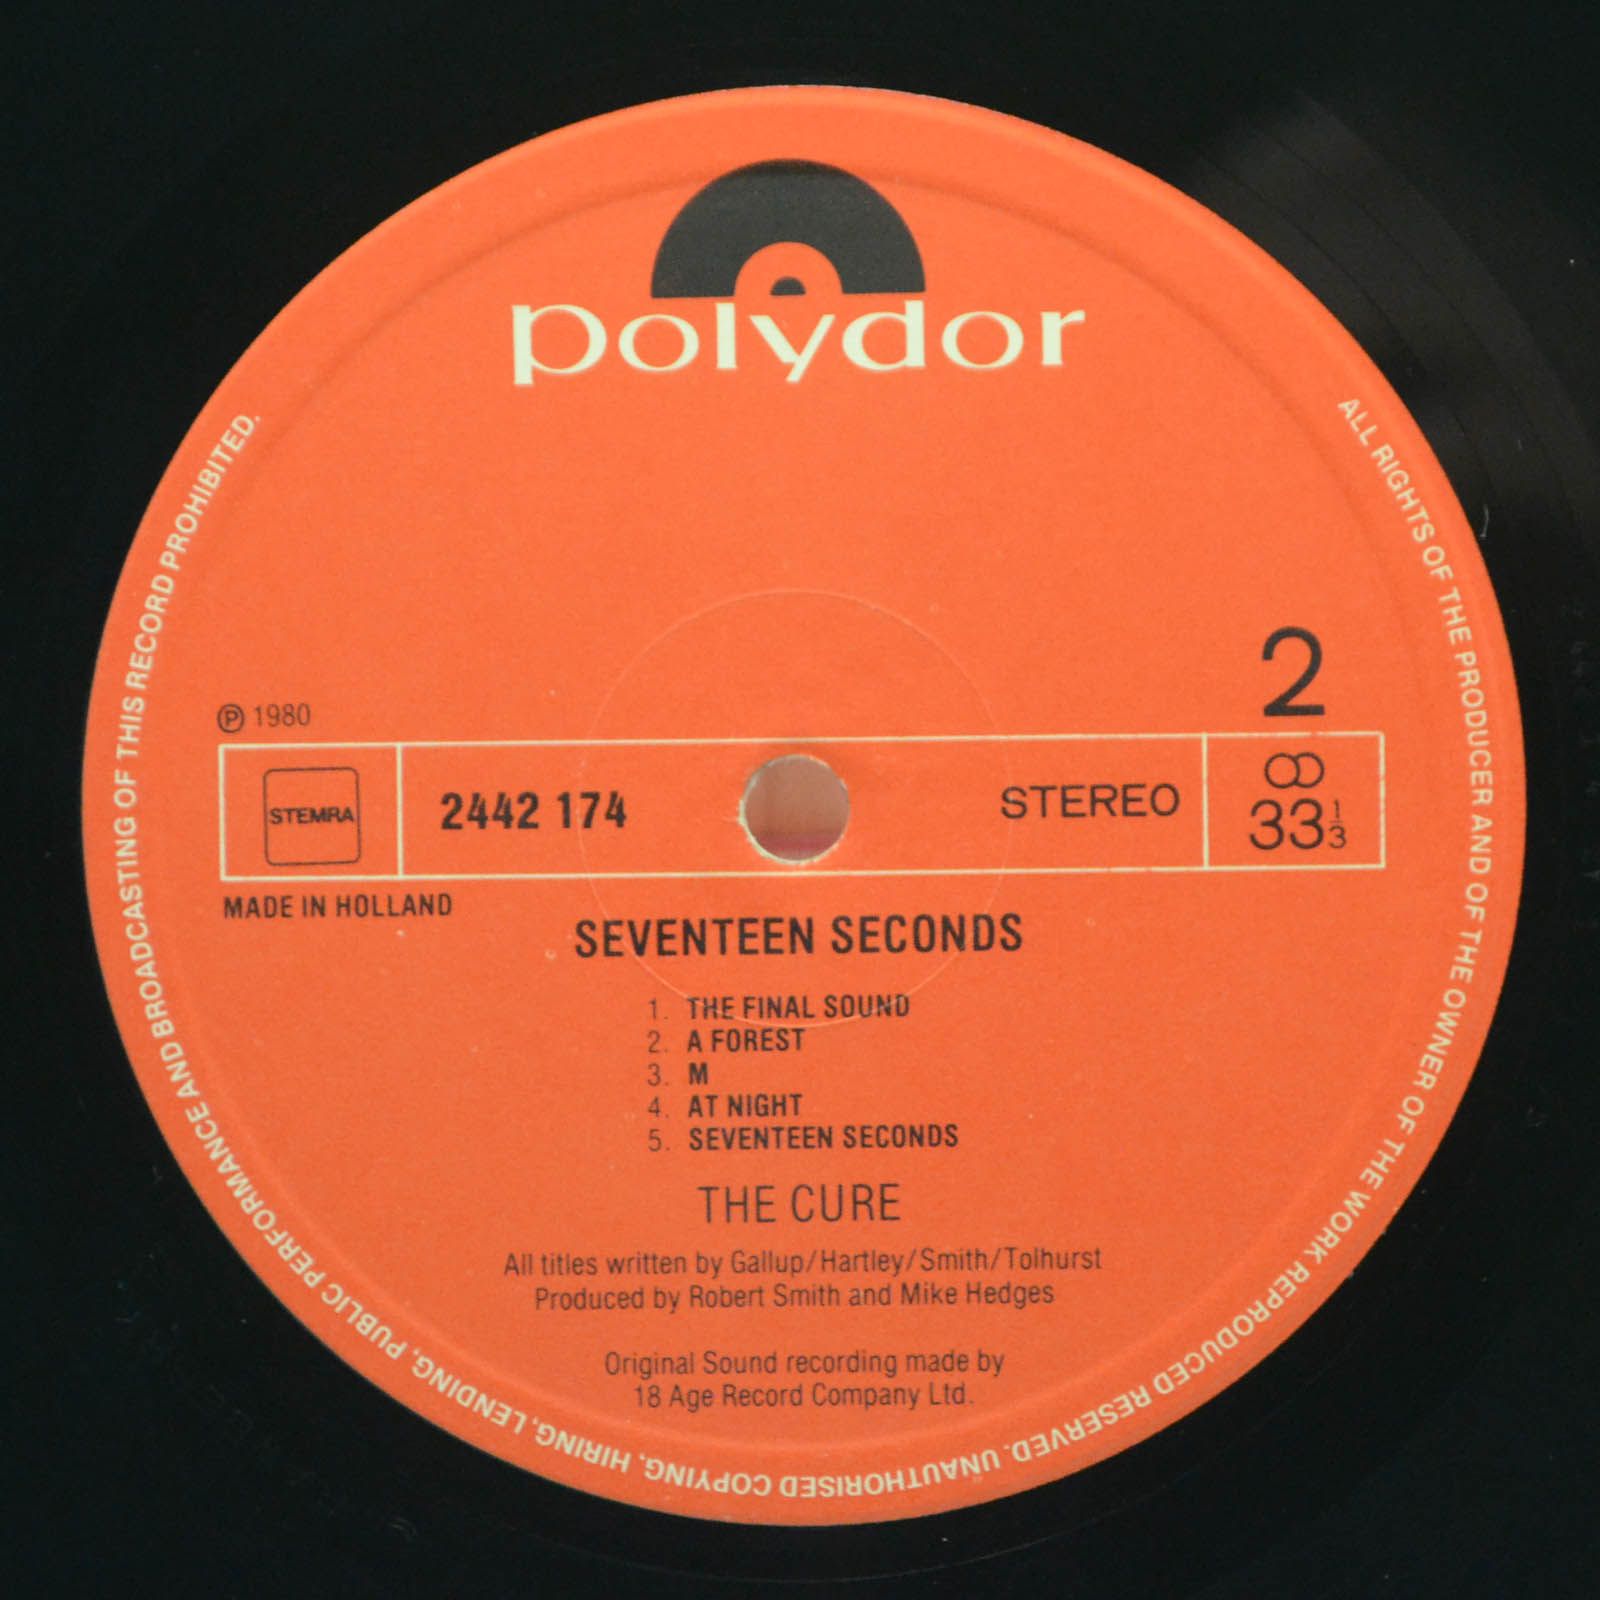 polydor
2
℗ 1980
STEMRA
2442 174
STEREO
33 1/3
MADE IN HOLLAND
SEVENTEEN SECONDS
1. THE FINAL SOUND
2. A FOREST
3. M
4. AT NIGHT
5. SEVENTEEN SECONDS
THE CURE
All titles written by Gallup/Hartley/Smith/Tolhurst
Produced by Robert Smith and Mike Hedges
Original Sound recording made by
18 Age Record Company Ltd.
ALL RIGHTS OF THE PRODUCER AND OF THE OWNER OF THE WORK REPRODUCED RESERVED. UNAUTHORISED COPYING, HIRING, LENDING, PUBLIC PERFORMANCE AND BROADCASTING OF THIS RECORD PROHIBITED.